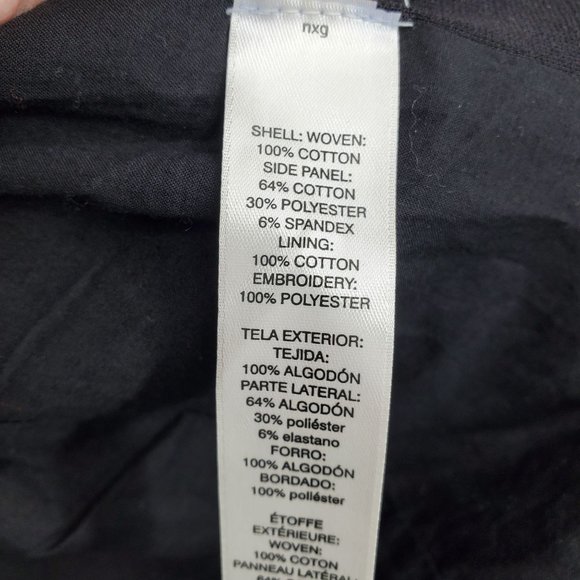 nxg
SHELL: WOVEN:
100% COTTON
SIDE PANEL:
64% COTTON
30% POLYESTER
6% SPANDEX
LINING:
100% COTTON
EMBROIDERY:
100% POLYESTER
TELA EXTERIOR:
TEJIDA:
100% ALGODÓN
PARTE LATERAL:
64% ALGODÓN
30% poliéster
6% elastano
FORRO:
100% ALGODÓN
BORDADO:
100% poliéster
ÉTOFFE
EXTÉRIEURE:
WOVEN:
100% COTON
PANNEAU LATÉRAL